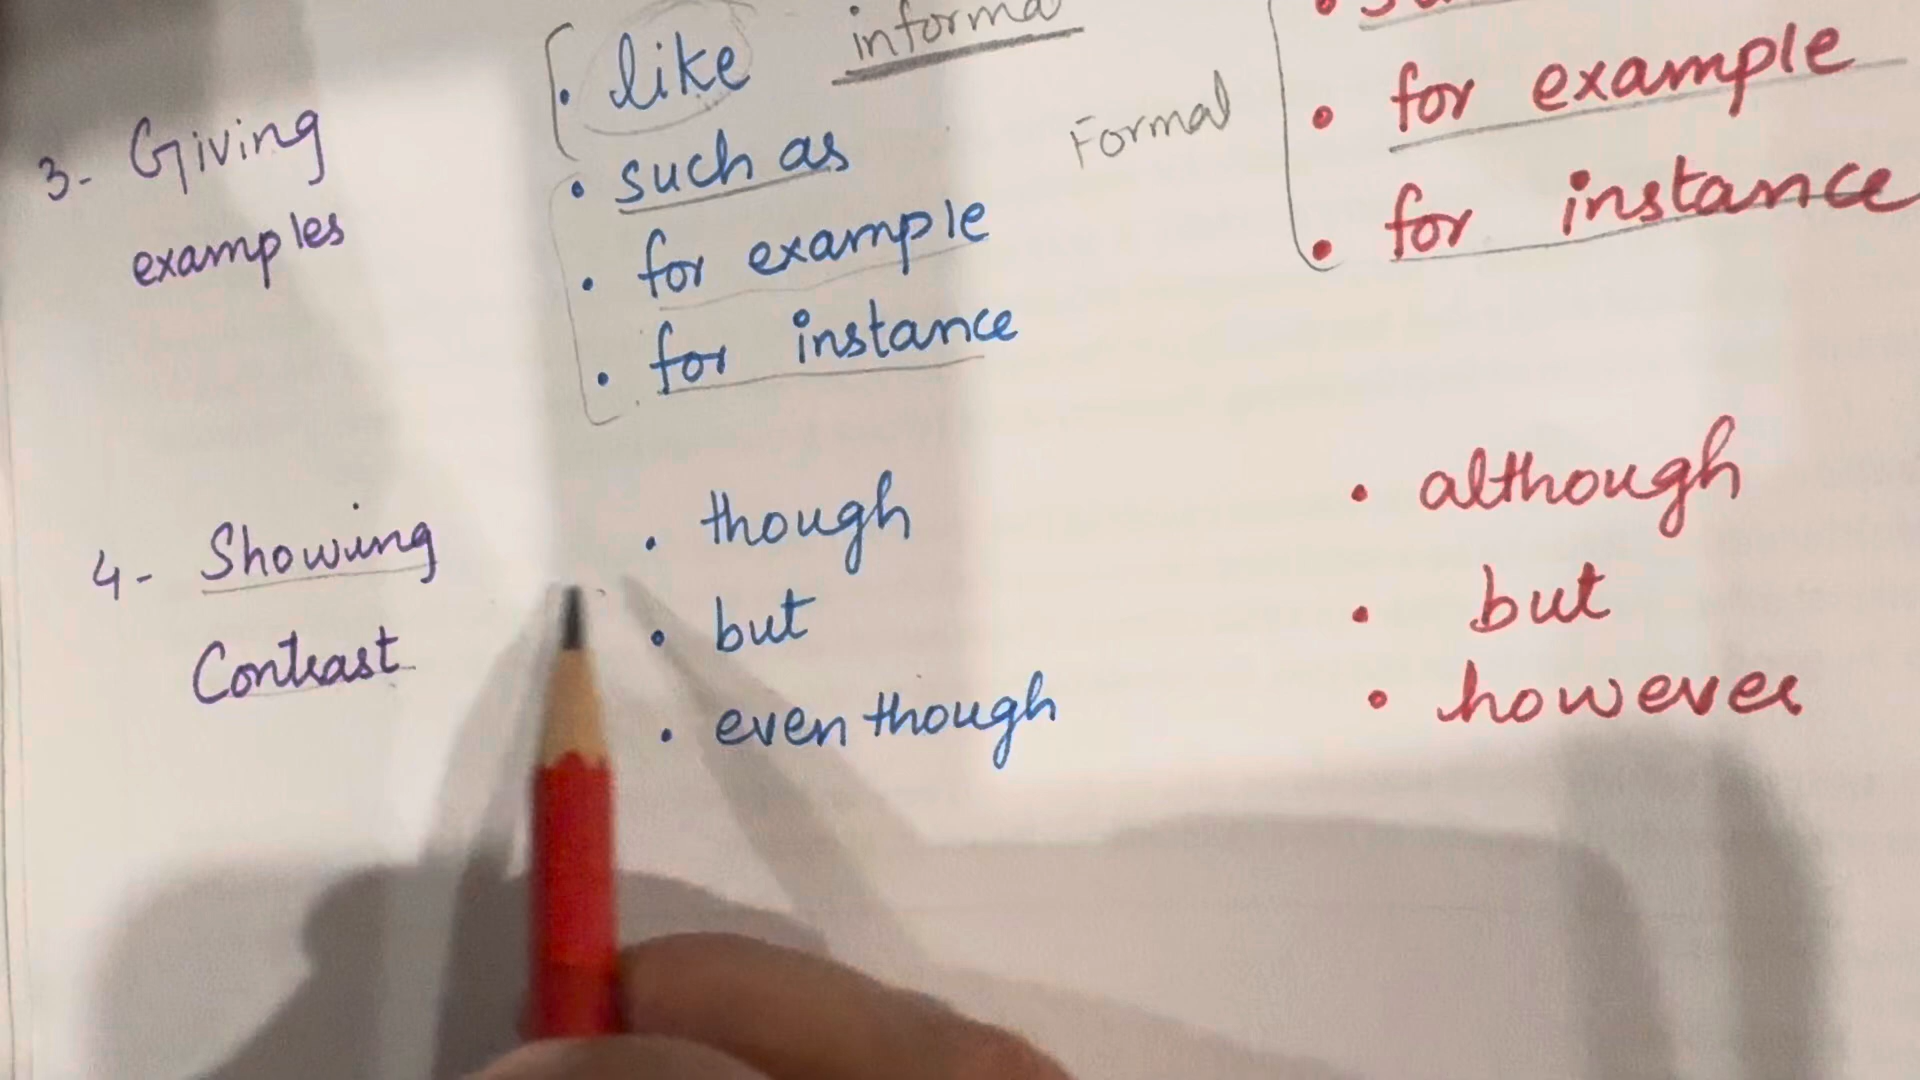 3- Giving
examples
• like
• such as
• for example
• for instance
Formal
• for example
• for instance
4- Showing
Contrast
• though
• but
• even though
• although
• but
• however